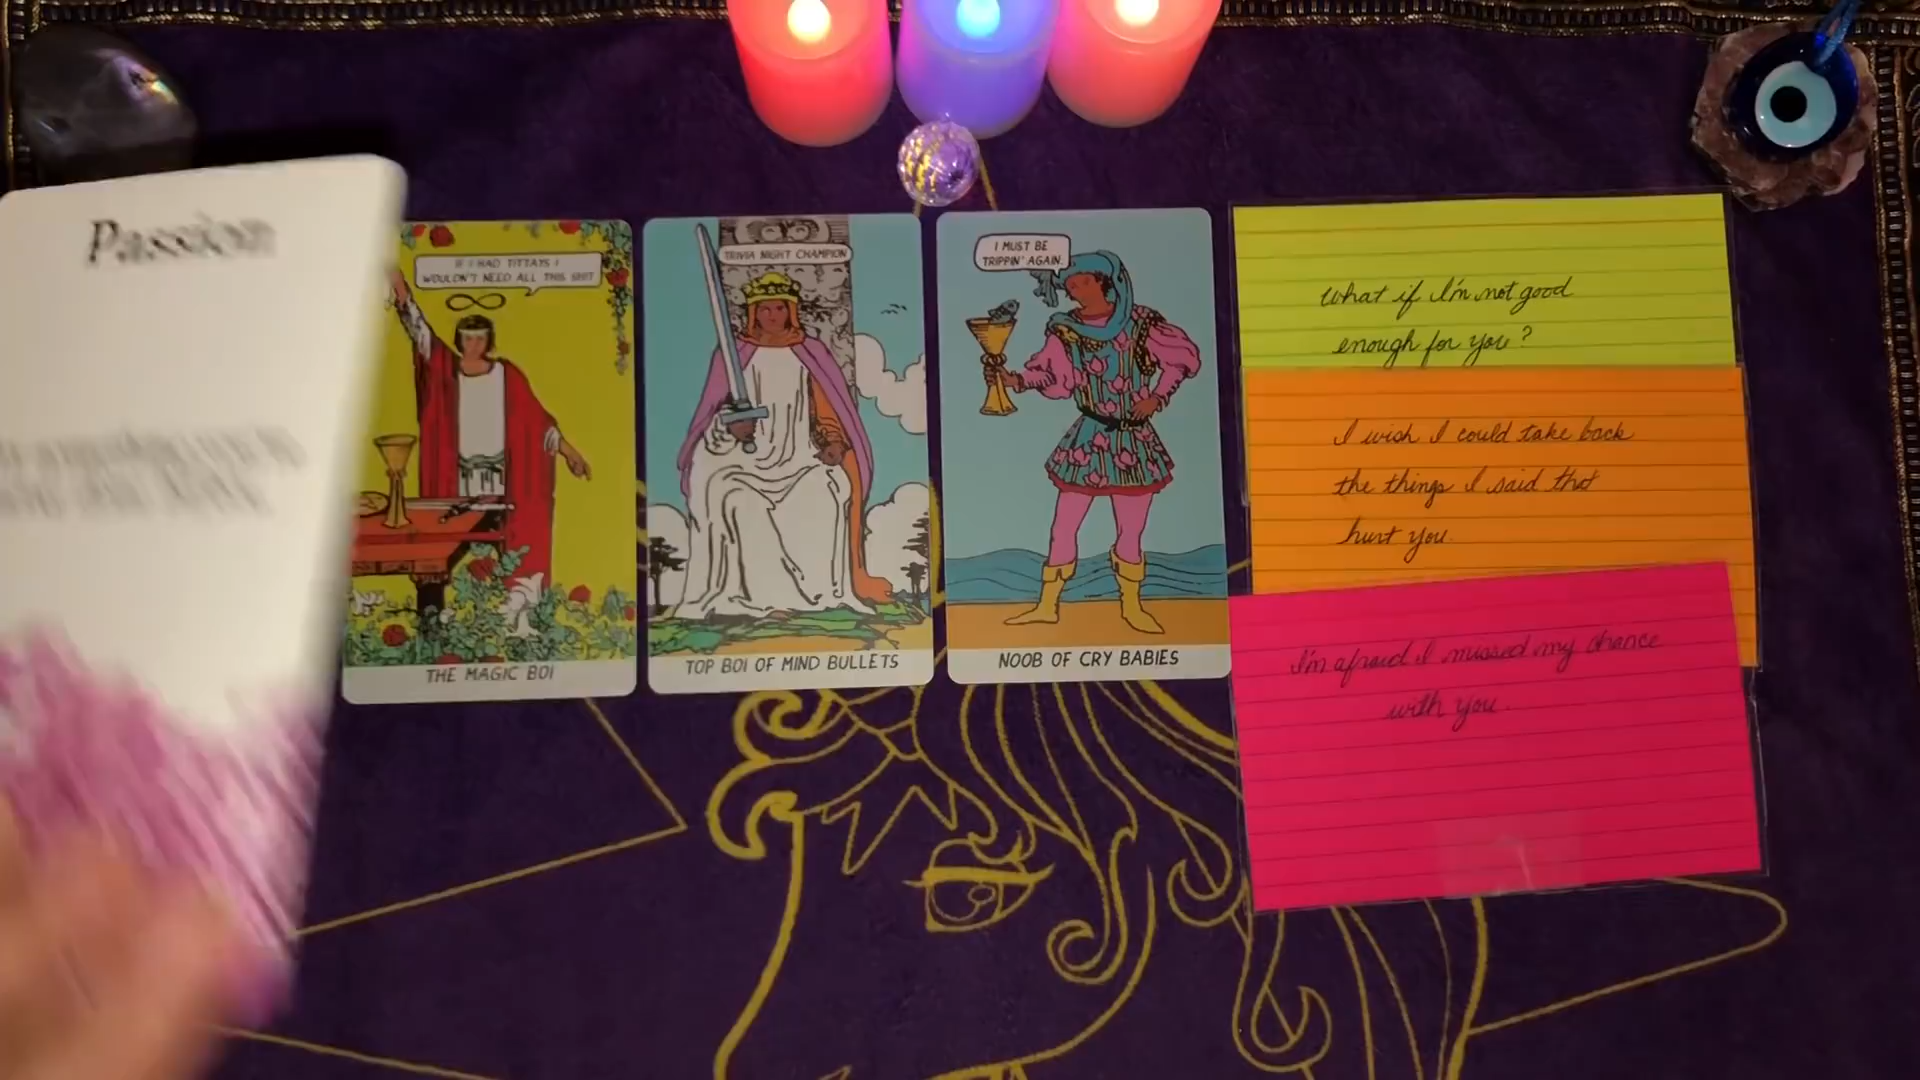 Passion
IF I HAD TITTAYS I
WOULDN'T NEED ALL THIS SHIT
THE MAGIC BOI
TRIVIA NIGHT CHAMPION
TOP BOI OF MIND BULLETS
I MUST BE
TRIPPIN' AGAIN.
NOOB OF CRY BABIES
What if I'm not good
enough for you?
I wish I could take back
the things I said that
hurt you.
I'm afraid I missed my chance
with you.